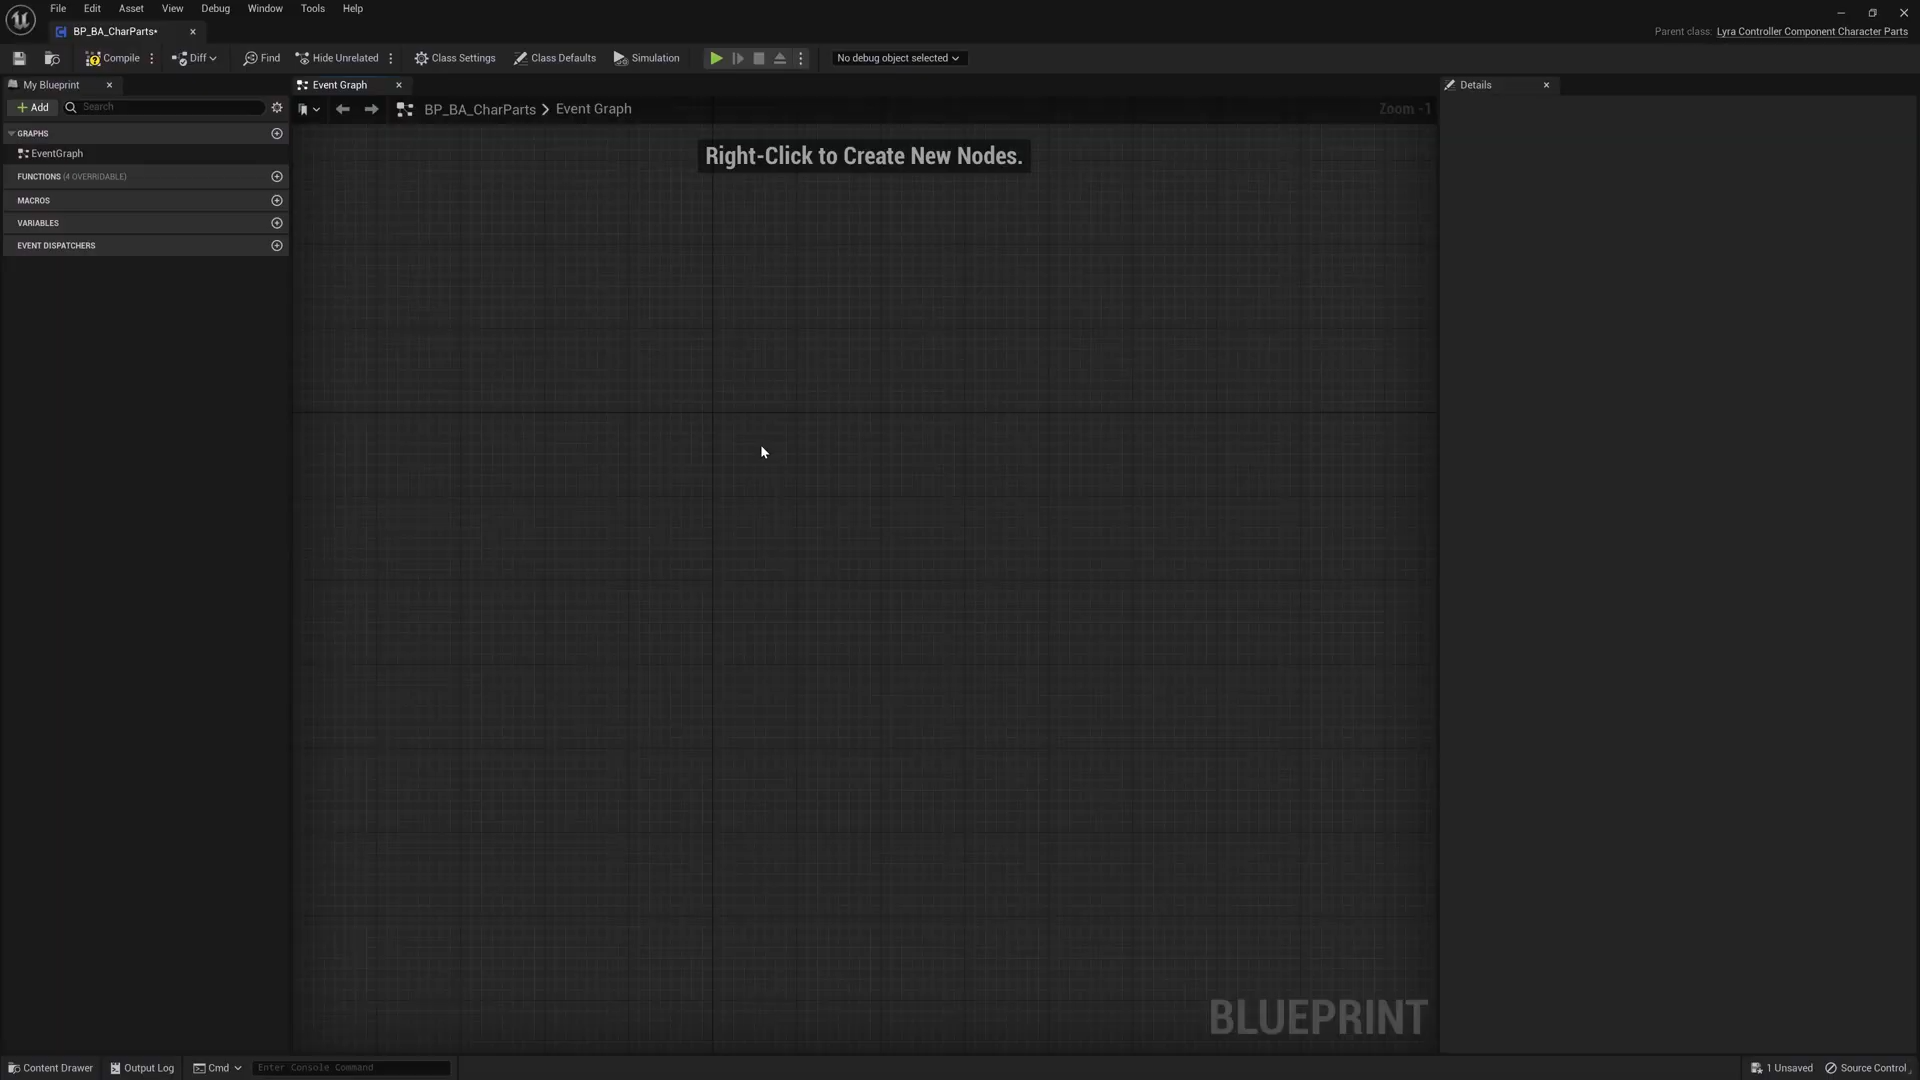 File Edit Asset View Debug Window Tools Help
BP_BA_CharParts*
Parent class: Lyra Controller Component Character Parts
Compile Diff Find Hide Unrelated Class Settings Class Defaults Simulation No debug object selected
My Blueprint
Event Graph
Details
Add Search
BP_BA_CharParts > Event Graph
Zoom -1
GRAPHS
EventGraph
Right-Click to Create New Nodes.
FUNCTIONS (4 OVERRIDABLE)
MACROS
VARIABLES
EVENT DISPATCHERS
BLUEPRINT
Content Drawer Output Log Cmd Enter Console Command 1 Unsaved Source Control